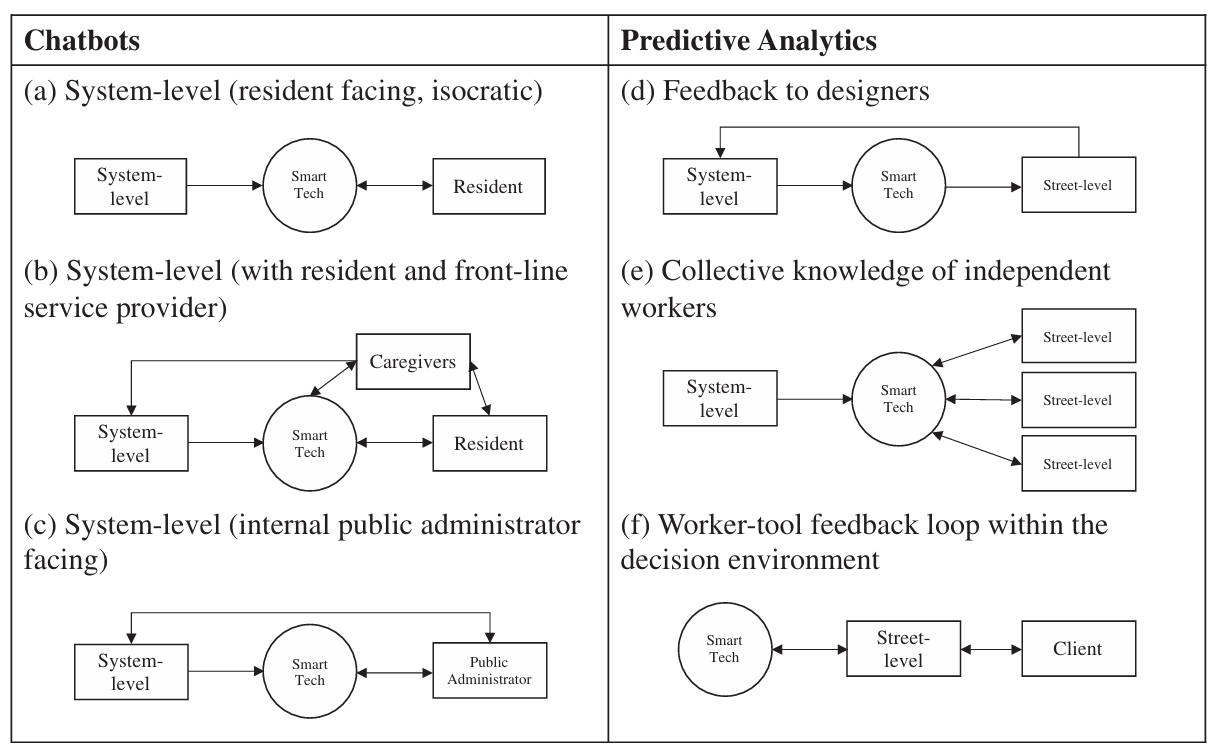 Chatbots
(a) System-level (resident facing, isocratic)
System-
level
Smart
Tech
Resident
(b) System-level (with resident and front-line
service provider)
Caregivers
System-
level
Smart
Tech
Resident
(c) System-level (internal public administrator
facing)
System-
level
Smart
Tech
Public
Administrator
Predictive Analytics
(d) Feedback to designers
System-
level
Smart
Tech
Street-level
(e) Collective knowledge of independent
workers
System-
level
Smart
Tech
Street-level
Street-level
Street-level
(f) Worker-tool feedback loop within the
decision environment
Smart
Tech
Street-
level
Client